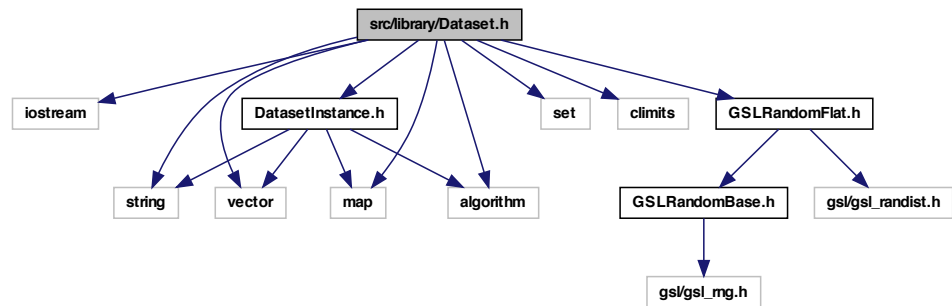 src/library/Dataset.h
iostream
DatasetInstance.h
set
climits
GSLRandomFlat.h
string
vector
map
algorithm
GSLRandomBase.h
gsl/gsl_randist.h
gsl/gsl_rng.h